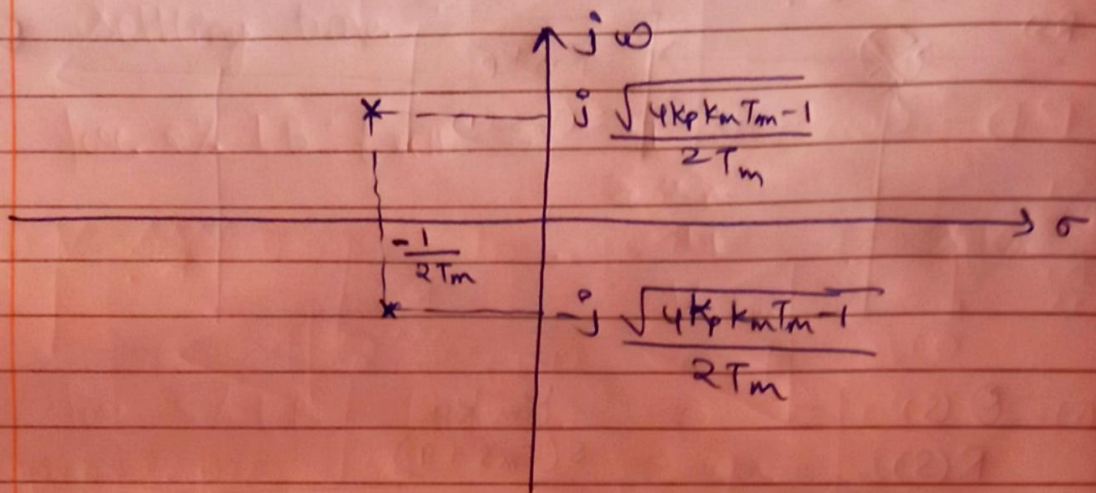 jω
j √(4KpKmTm-1) / 2Tm
σ
-1 / 2Tm
-j √(4KpKmTm-1) / 2Tm